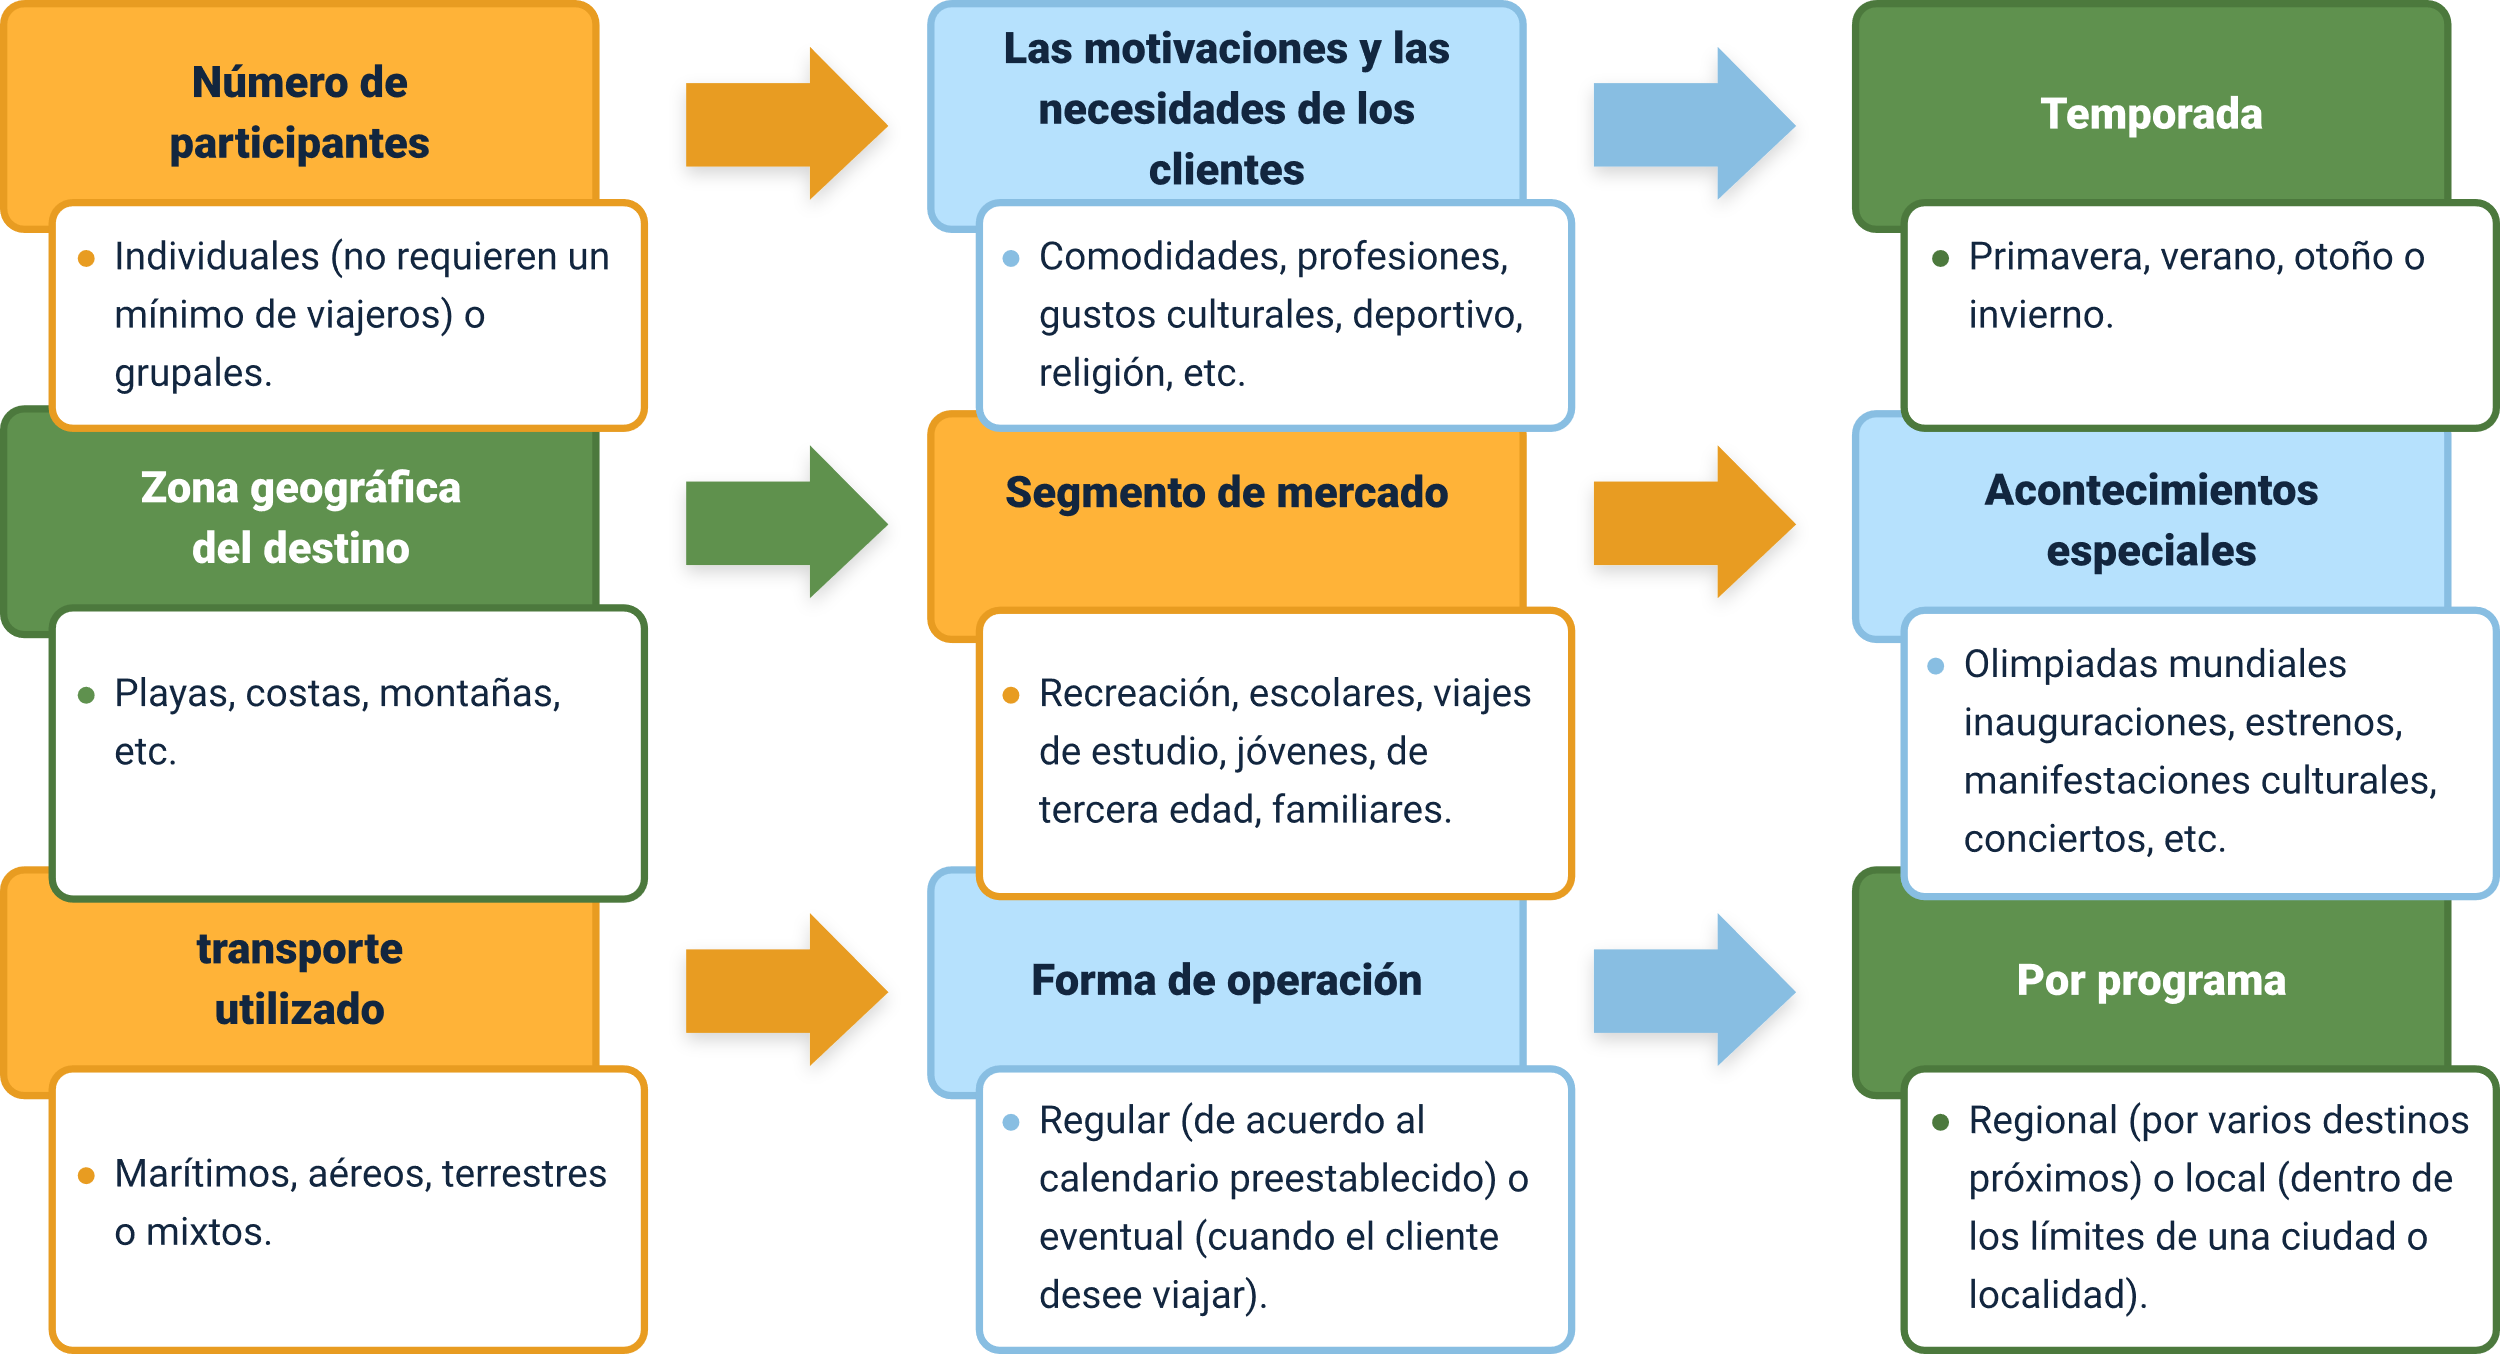 Número de
participantes
Individuales (no requieren un
mínimo de viajeros) o
grupales.
Las motivaciones y las
necesidades de los
clientes
Comodidades, profesiones,
gustos culturales, deportivo,
religión, etc.
Temporada
Primavera, verano, otoño o
invierno.
Zona geográfica
del destino
Playas, costas, montañas,
etc.
Segmento de mercado
Recreación, escolares, viajes
de estudio, jóvenes, de
tercera edad, familiares.
Acontecimientos
especiales
Olimpiadas mundiales
inauguraciones, estrenos,
manifestaciones culturales,
conciertos, etc.
transporte
utilizado
Marítimos, aéreos, terrestres
o mixtos.
Forma de operación
Regular (de acuerdo al
calendario preestablecido) o
eventual (cuando el cliente
desee viajar).
Por programa
Regional (por varios destinos
próximos) o local (dentro de
los límites de una ciudad o
localidad).